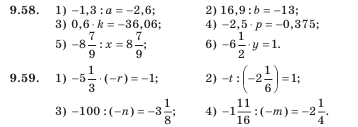 9.58. 1) -1,3 : a = -2,6; 2) 16,9 : b = -13;
3) 0,6 · k = -36,06; 4) -2,5 · p = -0,375;
5) -8 7/9 : x = 8 7/9; 6) -6 1/2 · y = 1.
9.59. 1) -5 1/3 · (-r) = -1; 2) -t : (-2 1/6) = 1;
3) -100 : (-n) = -3 1/8; 4) -1 11/16 : (-m) = -2 1/4.